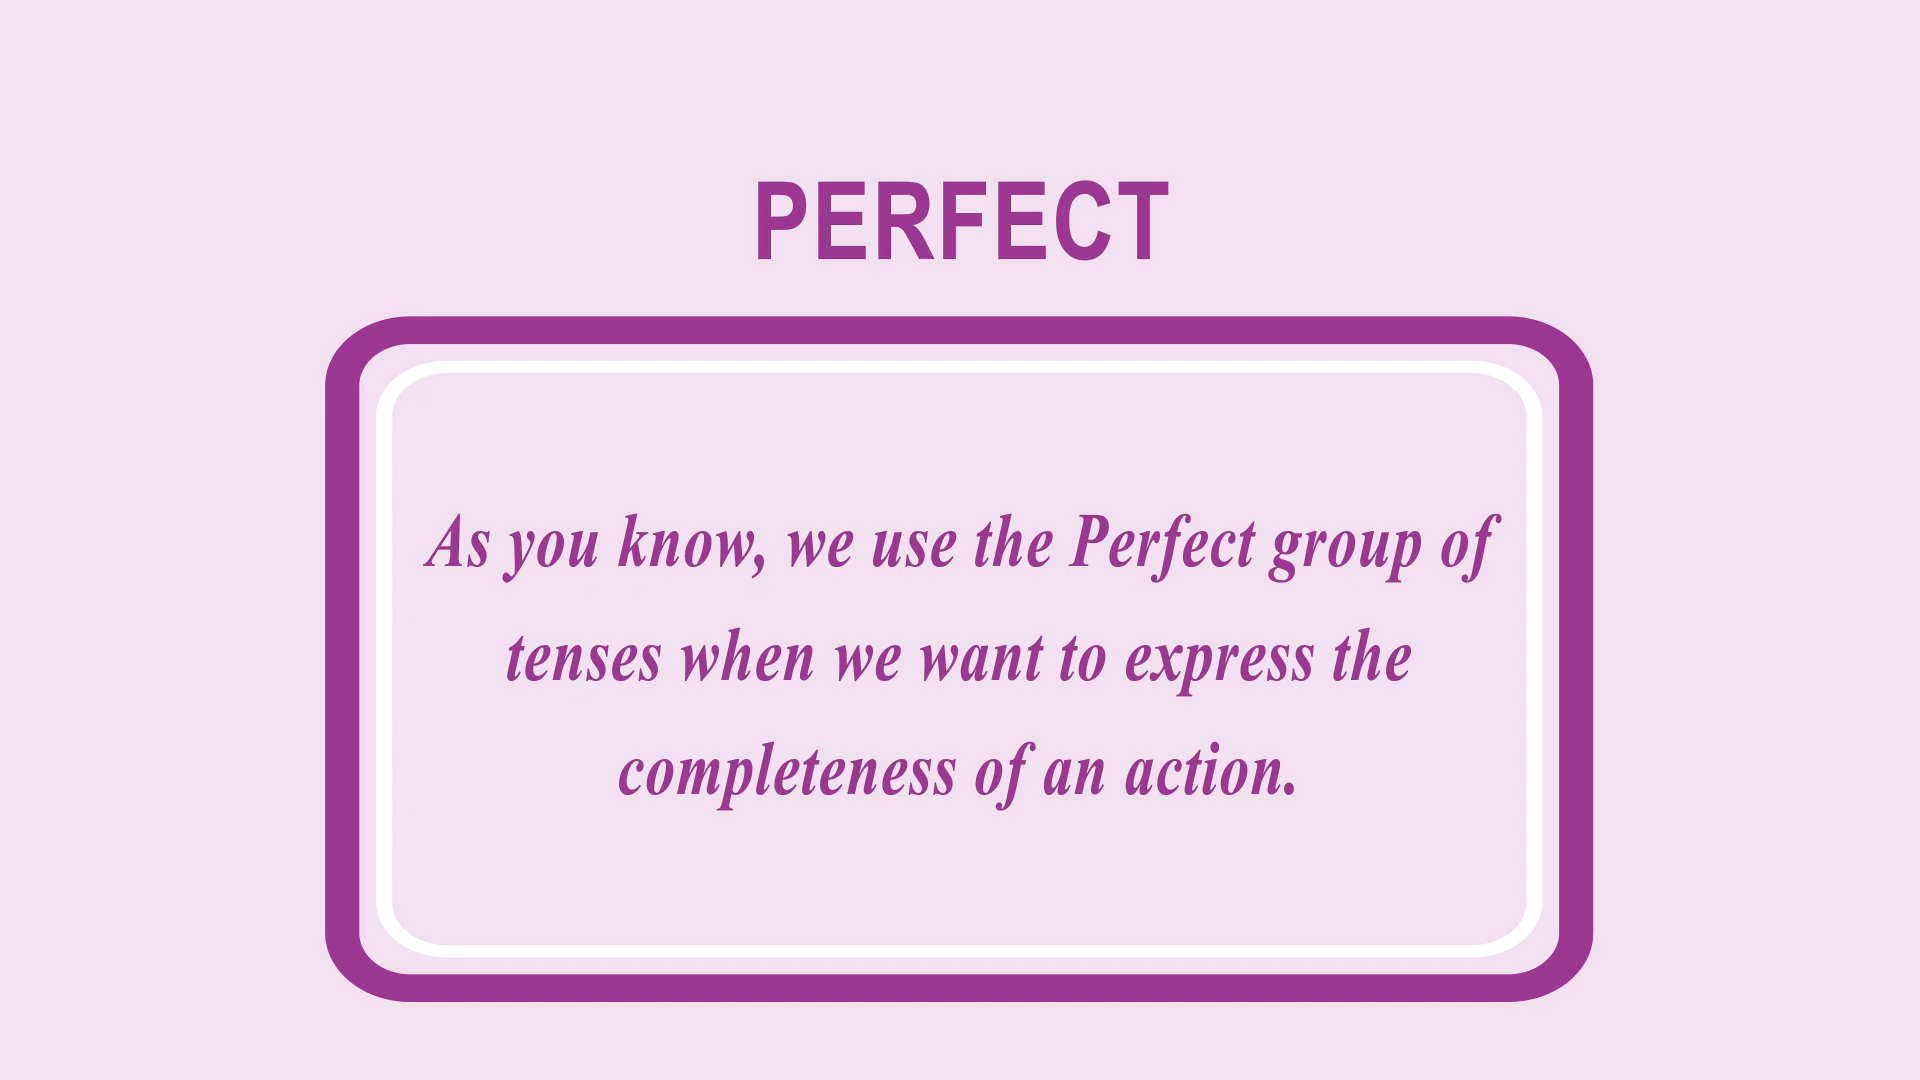 PERFECT
As you know, we use the Perfect group of
tenses when we want to express the
completeness of an action.